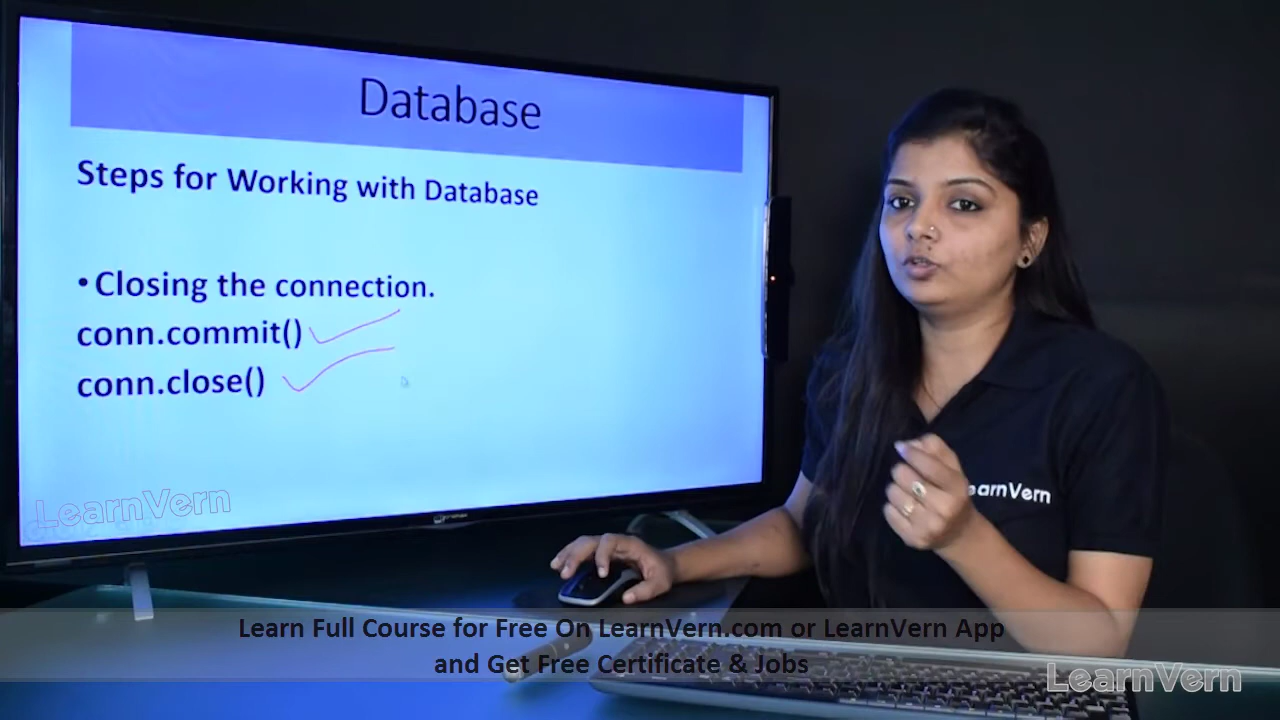 Database
Steps for Working with Database
• Closing the connection.
conn.commit()
conn.close()
LearnVern
earnVern
Learn Full Course for Free On LearnVern.com or LearnVern App
and Get Free Certificate & Jobs
LearnVern